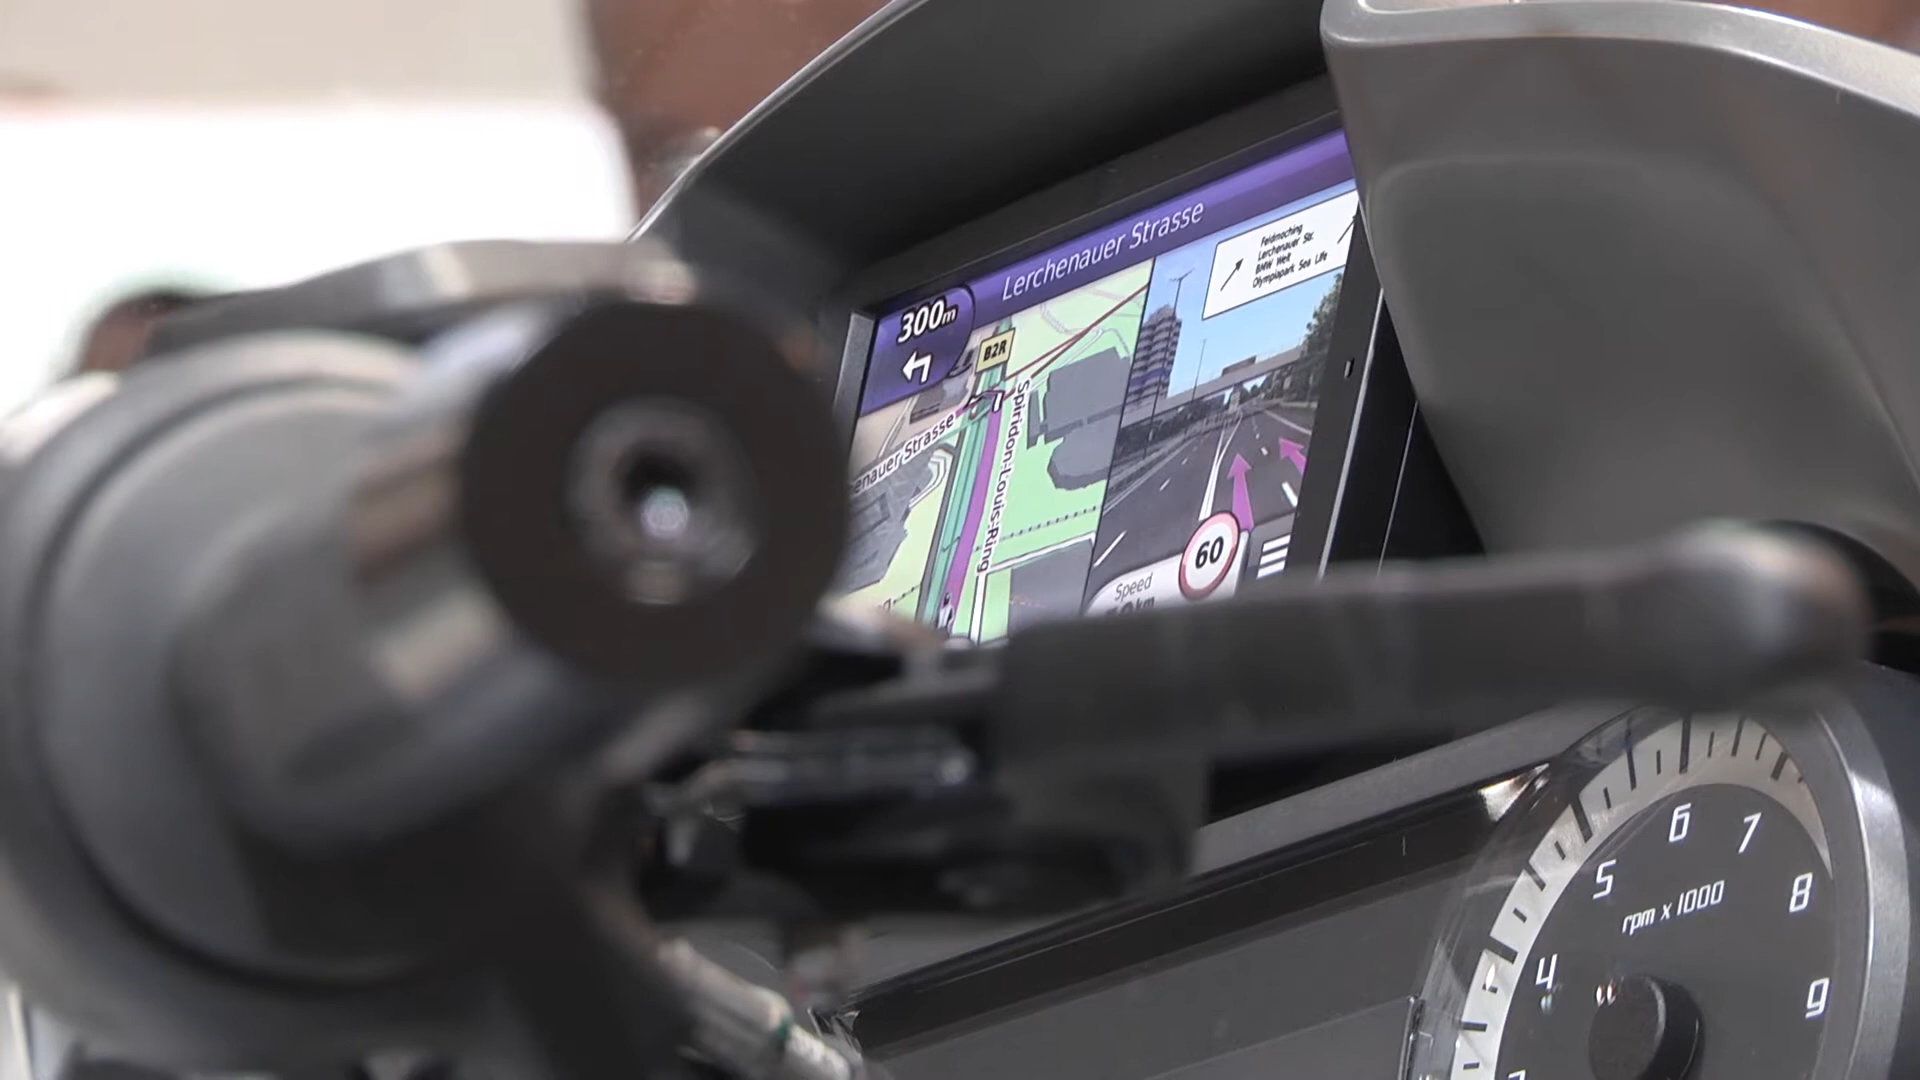 Lerchenauer Strasse
300m
Feldmoching
Lerchenauer Str.
BMW Welt
Olympiapark Sea Life
B2R
Spiridon-Louis-Ring
Strasse
60
Speed
km
6
7
5
8
rpm x 1000
4
9